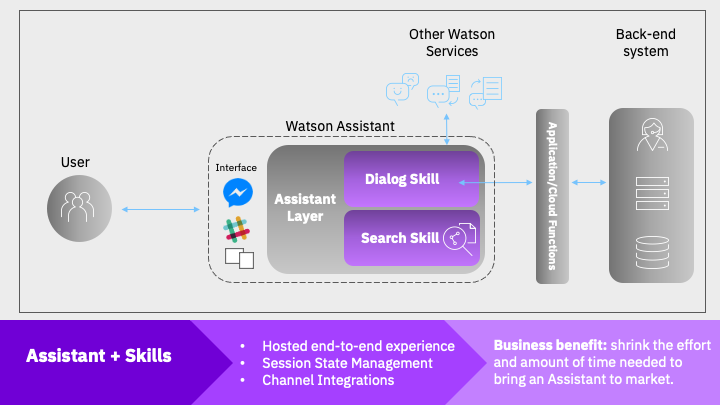 Other Watson
Services
Back-end
system
Watson Assistant
User
Interface
Assistant
Layer
Dialog Skill
Search Skill
Application/Cloud Functions
Assistant + Skills
• Hosted end-to-end experience
• Session State Management
• Channel Integrations
Business benefit: shrink the effort
and amount of time needed to
bring an Assistant to market.